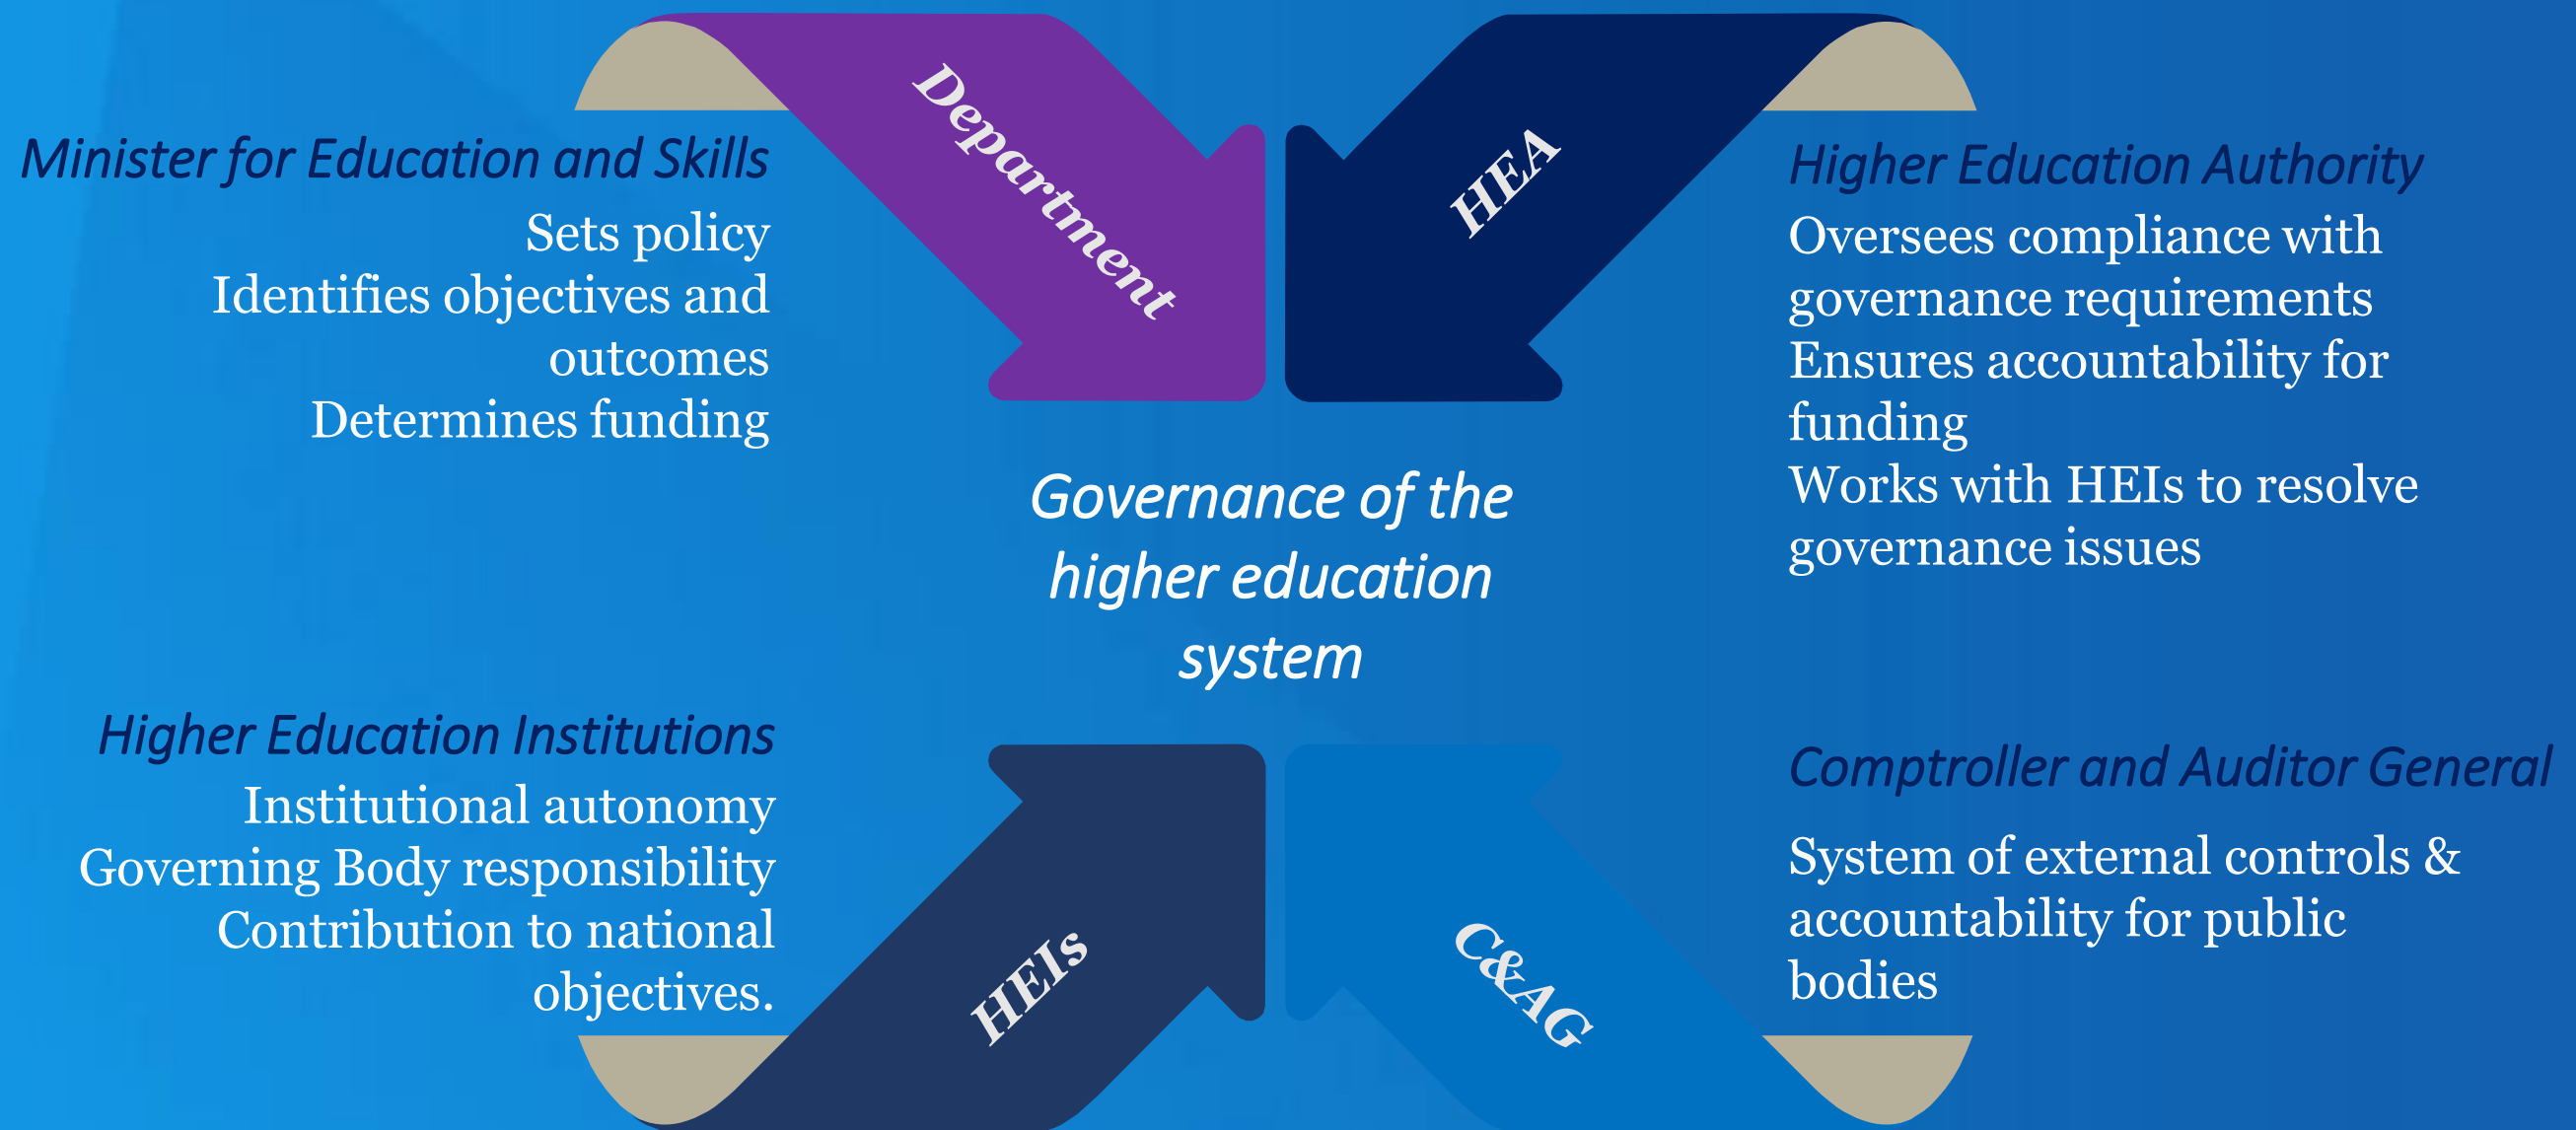 Department
HEA
Minister for Education and Skills
Sets policy
Identifies objectives and
outcomes
Determines funding
Higher Education Authority
Oversees compliance with
governance requirements
Ensures accountability for
funding
Works with HEIs to resolve
governance issues
Governance of the
higher education
system
Higher Education Institutions
Institutional autonomy
Governing Body responsibility
Contribution to national
objectives.
HEIs
Comptroller and Auditor General
System of external controls &
accountability for public
bodies
C&AG